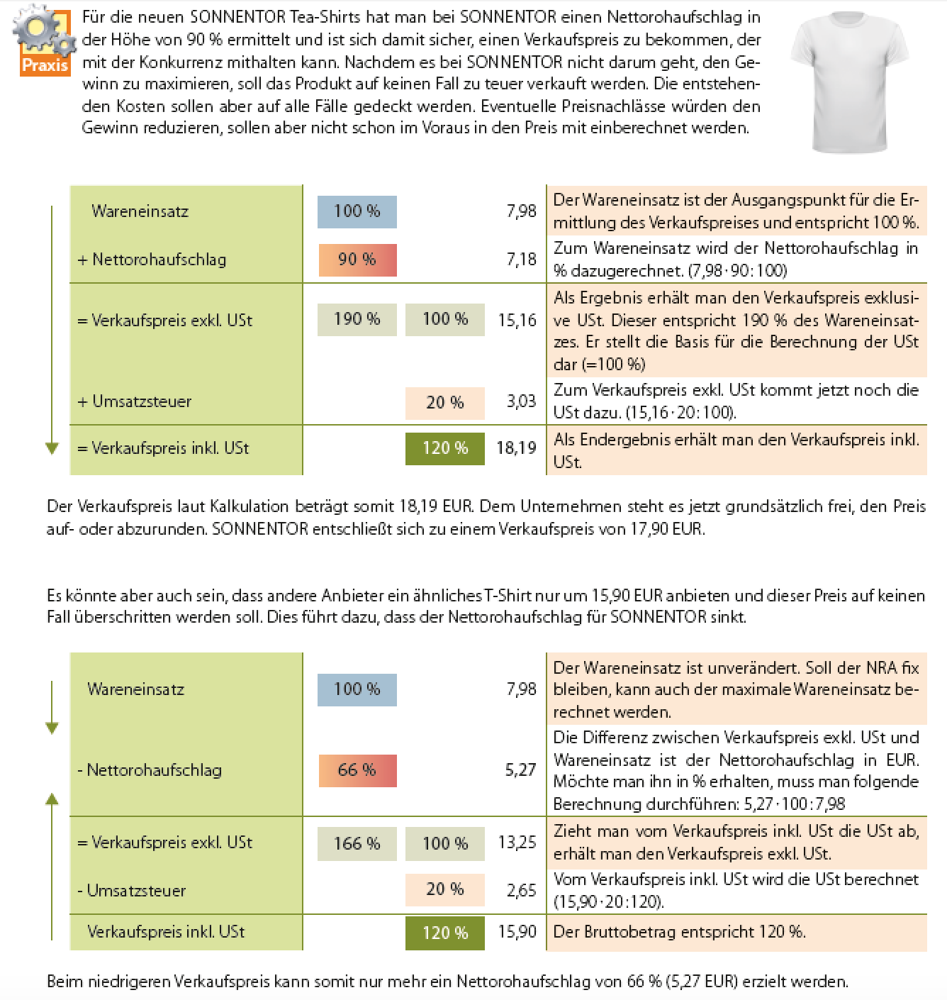 Für die neuen SONNENTOR Tea-Shirts hat man bei SONNENTOR einen Nettorohaufschlag in
der Höhe von 90 % ermittelt und ist sich damit sicher, einen Verkaufspreis zu bekommen, der
Praxis
mit der Konkurrenz mithalten kann. Nachdem es bei SONNENTOR nicht darum geht, den Ge-
winn zu maximieren, soll das Produkt auf keinen Fall zu teuer verkauft werden. Die entstehen-
den Kosten sollen aber auf alle Fälle gedeckt werden. Eventuelle Preisnachlässe würden den
Gewinn reduzieren, sollen aber nicht schon im Voraus in den Preis mit einberechnet werden.
Wareneinsatz 100 % 7,98
Der Wareneinsatz ist der Ausgangspunkt für die Er-
mittlung des Verkaufspreises und entspricht 100 %.
+ Nettorohaufschlag 90 % 7,18
Zum Wareneinsatz wird der Nettorohaufschlag in
% dazugerechnet. (7,98 · 90 : 100)
= Verkaufspreis exkl. USt 190 % 100 % 15,16
Als Ergebnis erhält man den Verkaufspreis exklusi-
ve USt. Dieser entspricht 190 % des Wareneinsat-
zes. Er stellt die Basis für die Berechnung der USt
dar (=100 %)
+ Umsatzsteuer 20 % 3,03
Zum Verkaufspreis exkl. USt kommt jetzt noch die
USt dazu. (15,16 · 20 : 100).
= Verkaufspreis inkl. USt 120 % 18,19
Als Endergebnis erhält man den Verkaufspreis inkl.
USt.
Der Verkaufspreis laut Kalkulation beträgt somit 18,19 EUR. Dem Unternehmen steht es jetzt grundsätzlich frei, den Preis
auf- oder abzurunden. SONNENTOR entschließt sich zu einem Verkaufspreis von 17,90 EUR.
Es könnte aber auch sein, dass andere Anbieter ein ähnliches T-Shirt nur um 15,90 EUR anbieten und dieser Preis auf keinen
Fall überschritten werden soll. Dies führt dazu, dass der Nettorohaufschlag für SONNENTOR sinkt.
Wareneinsatz 100 % 7,98
Der Wareneinsatz ist unverändert. Soll der NRA fix
bleiben, kann auch der maximale Wareneinsatz be-
rechnet werden.
- Nettorohaufschlag 66 % 5,27
Die Differenz zwischen Verkaufspreis exkl. USt und
Wareneinsatz ist der Nettorohaufschlag in EUR.
Möchte man ihn in % erhalten, muss man folgende
Berechnung durchführen: 5,27 · 100 : 7,98
= Verkaufspreis exkl. USt 166 % 100 % 13,25
Zieht man vom Verkaufspreis inkl. USt die USt ab,
erhält man den Verkaufspreis exkl. USt.
- Umsatzsteuer 20 % 2,65
Vom Verkaufspreis inkl. USt wird die USt berechnet
(15,90 · 20 : 120).
Verkaufspreis inkl. USt 120 % 15,90
Der Bruttobetrag entspricht 120 %.
Beim niedrigeren Verkaufspreis kann somit nur mehr ein Nettorohaufschlag von 66 % (5,27 EUR) erzielt werden.